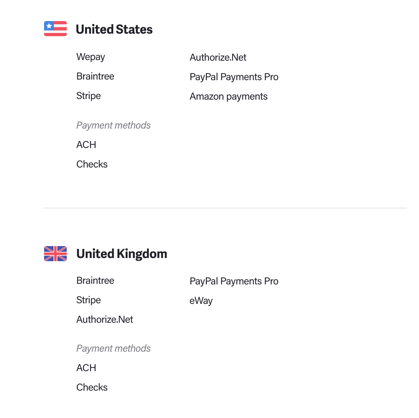 United States
Wepay
Braintree
Stripe
Authorize.Net
PayPal Payments Pro
Amazon payments
Payment methods
ACH
Checks
United Kingdom
Braintree
Stripe
Authorize.Net
PayPal Payments Pro
eWay
Payment methods
ACH
Checks